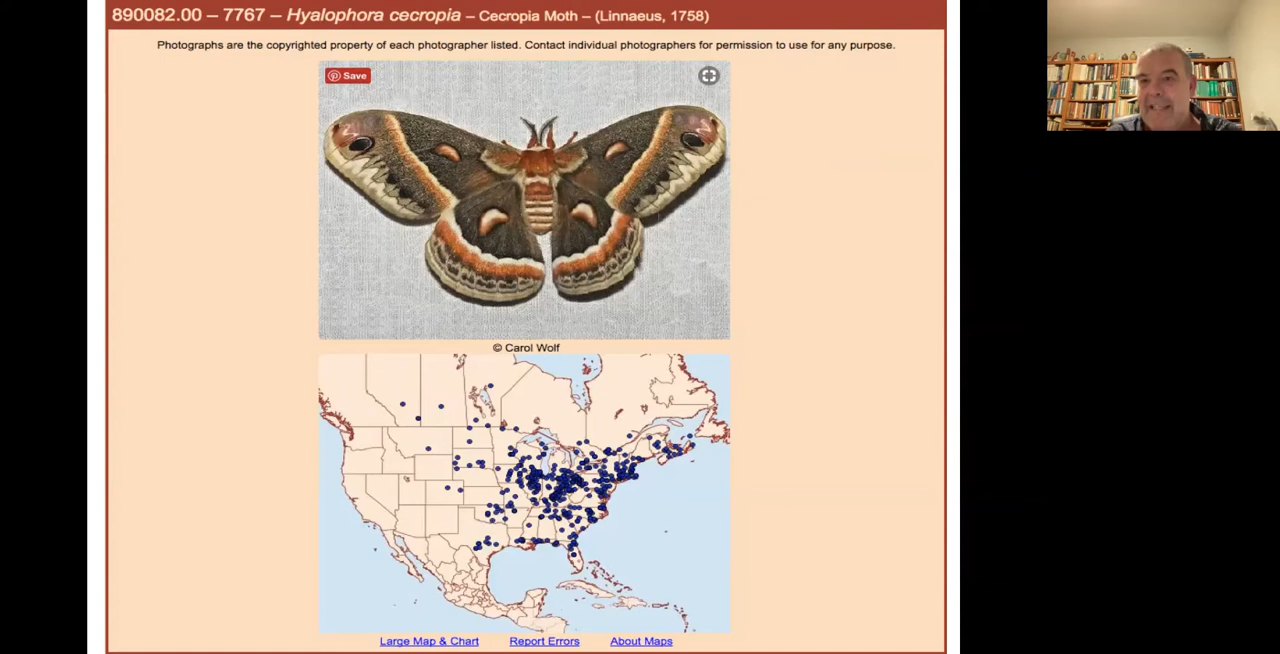 890082.00 – 7767 – Hyalophora cecropia – Cecropia Moth – (Linnaeus, 1758)
Photographs are the copyrighted property of each photographer listed. Contact individual photographers for permission to use for any purpose.
Save
© Carol Wolf
Large Map & Chart Report Errors About Maps